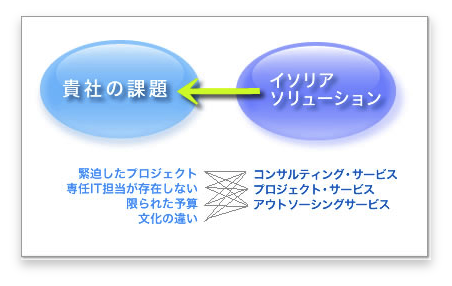 貴社の課題
イソリア
ソリューション
緊迫したプロジェクト
専任IT担当が存在しない
限られた予算
文化の違い
コンサルティング・サービス
プロジェクト・サービス
アウトソーシングサービス